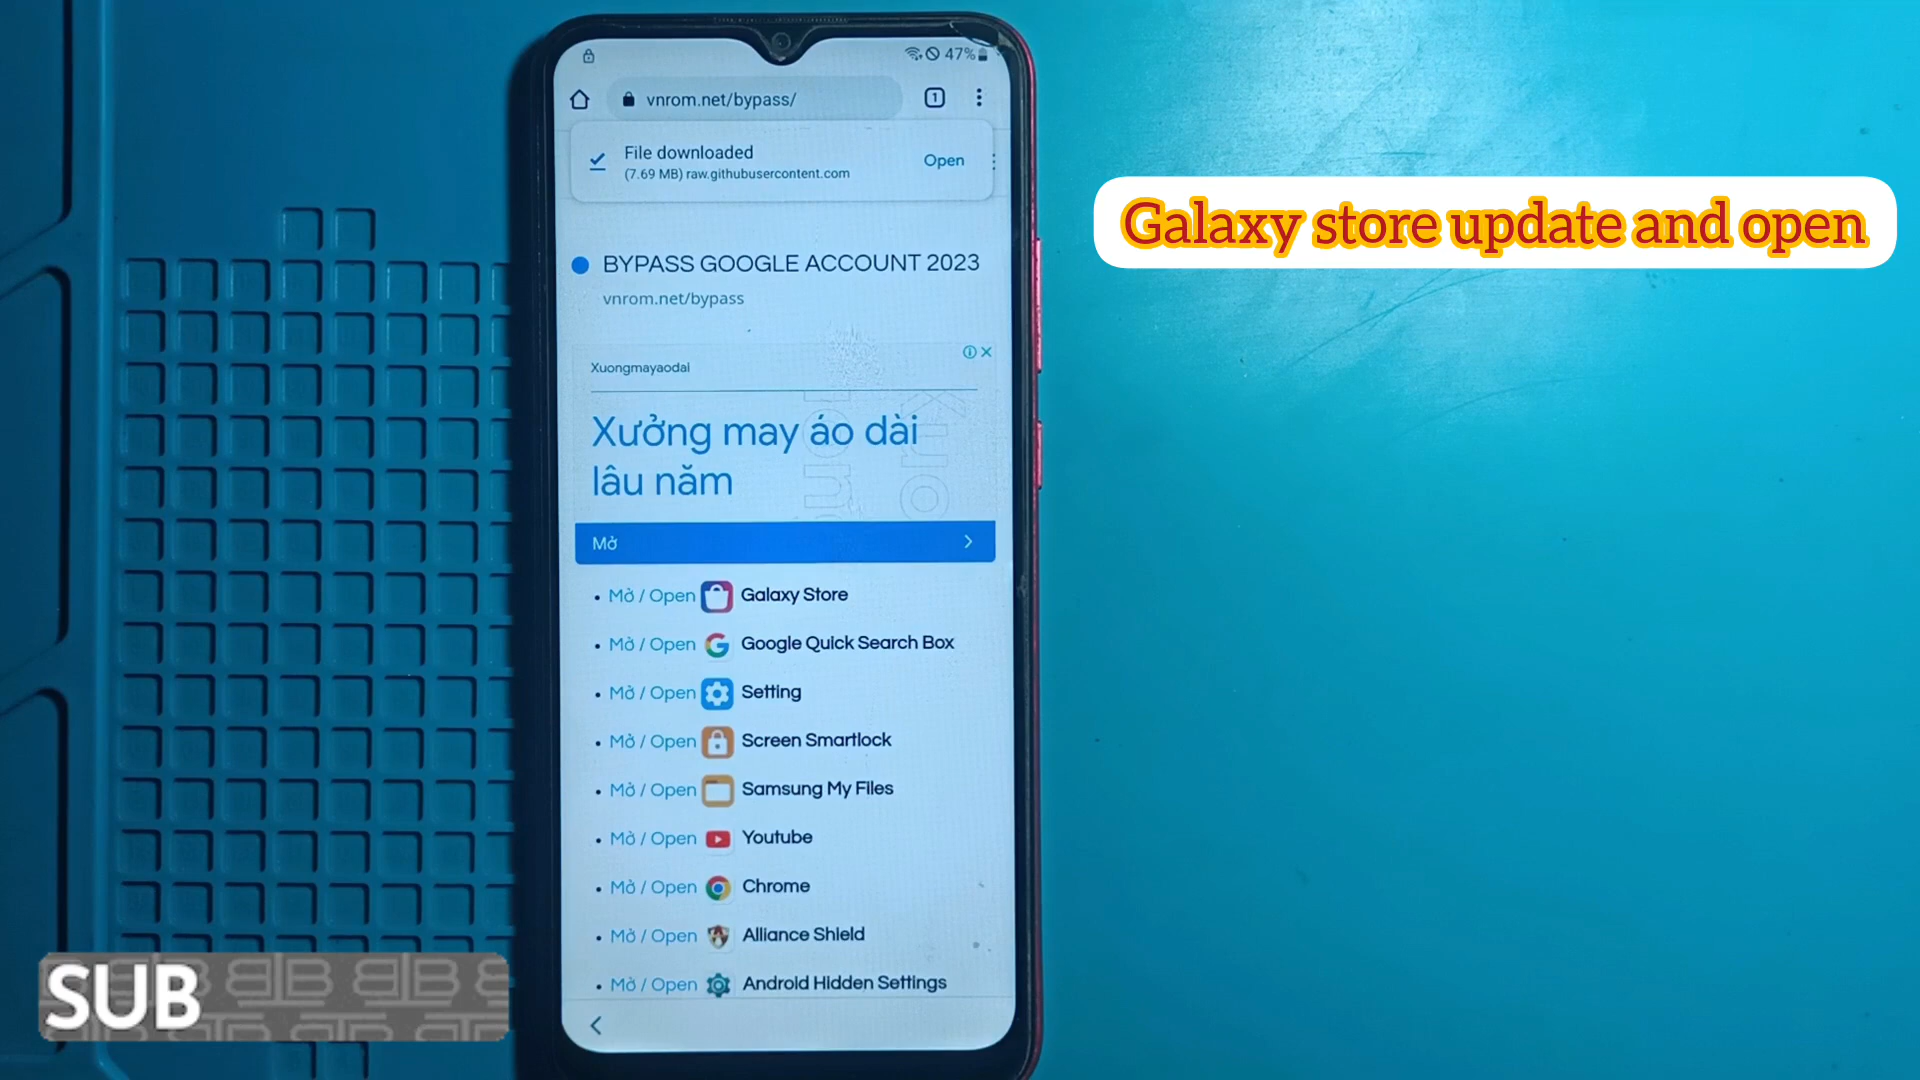 47%
vnrom.net/bypass/
1
File downloaded
Open
(7.69 MB) raw.githubusercontent.com
Galaxy store update and open
BYPASS GOOGLE ACCOUNT 2023
vnrom.net/bypass
Xuongmayaodai
Xưởng may áo dài
lâu năm
Mở
• Mở / Open Galaxy Store
• Mở / Open Google Quick Search Box
• Mở / Open Setting
• Mở / Open Screen Smartlock
• Mở / Open Samsung My Files
• Mở / Open Youtube
• Mở / Open Chrome
• Mở / Open Alliance Shield
• Mở / Open Android Hidden Settings
SUB